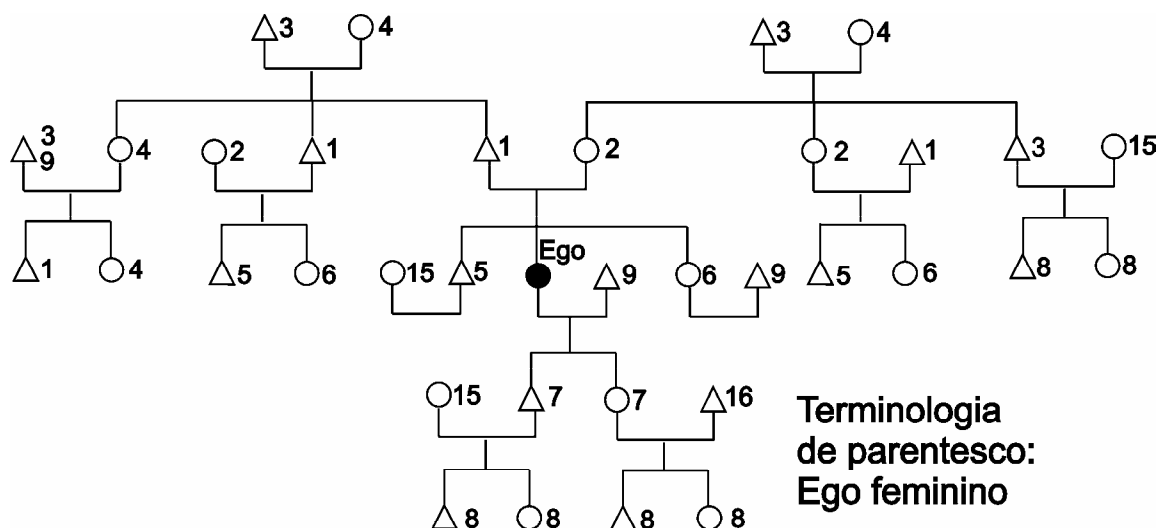 3 4 3 4
3
9 4 2 1 1 2 2 1 3 15
Ego
1 4 5 6 15 5 9 6 9 5 6 8 8
15 7 7 16
8 8 8 8
Terminologia
de parentesco:
Ego feminino